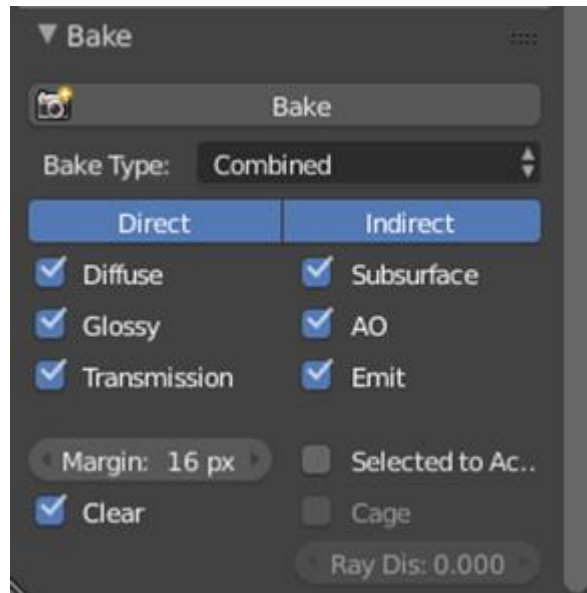 Bake
Bake
Bake Type: Combined
Direct Indirect
Diffuse Subsurface
Glossy AO
Transmission Emit
Margin: 16 px Selected to Ac..
Clear Cage
Ray Dis: 0.000